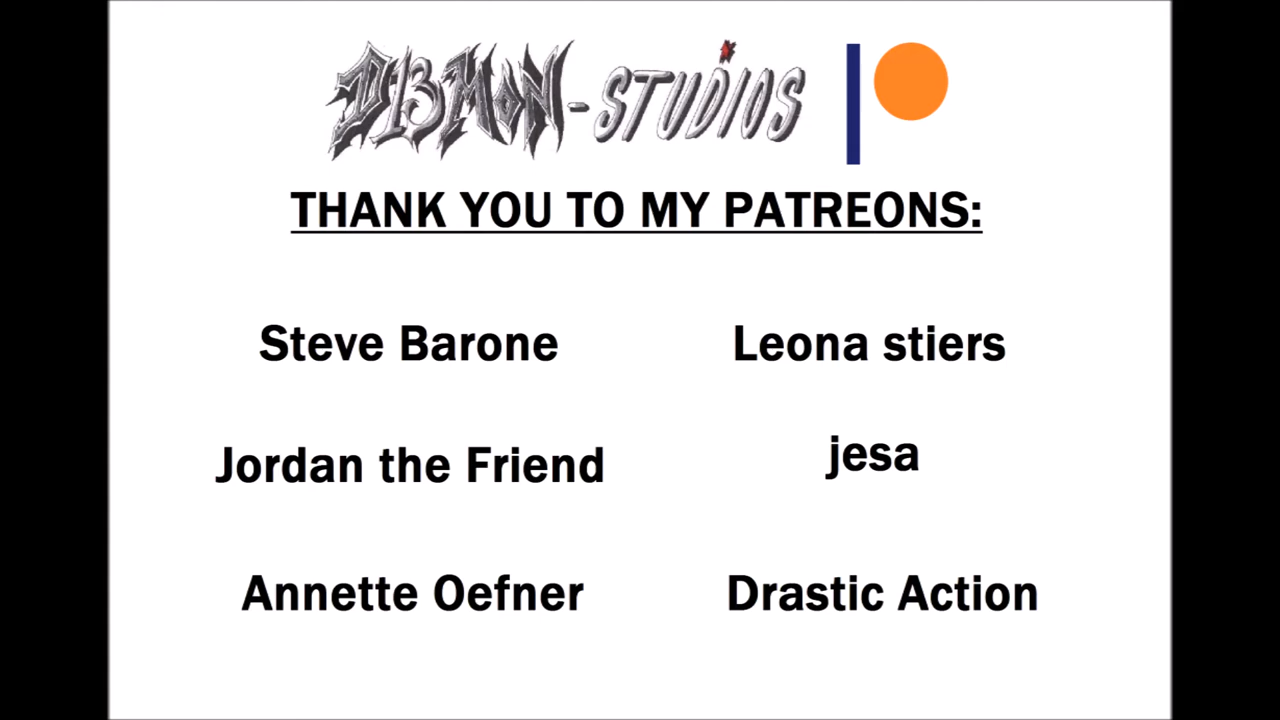 D13MON-STUDIOS
THANK YOU TO MY PATREONS:
Steve Barone
Leona stiers
Jordan the Friend
jesa
Annette Oefner
Drastic Action